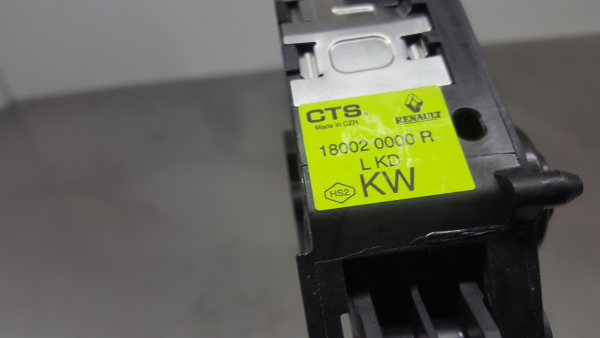 CTS.
Made in CZR
RENAULT
18002 0000 R
L KD
HS2
KW